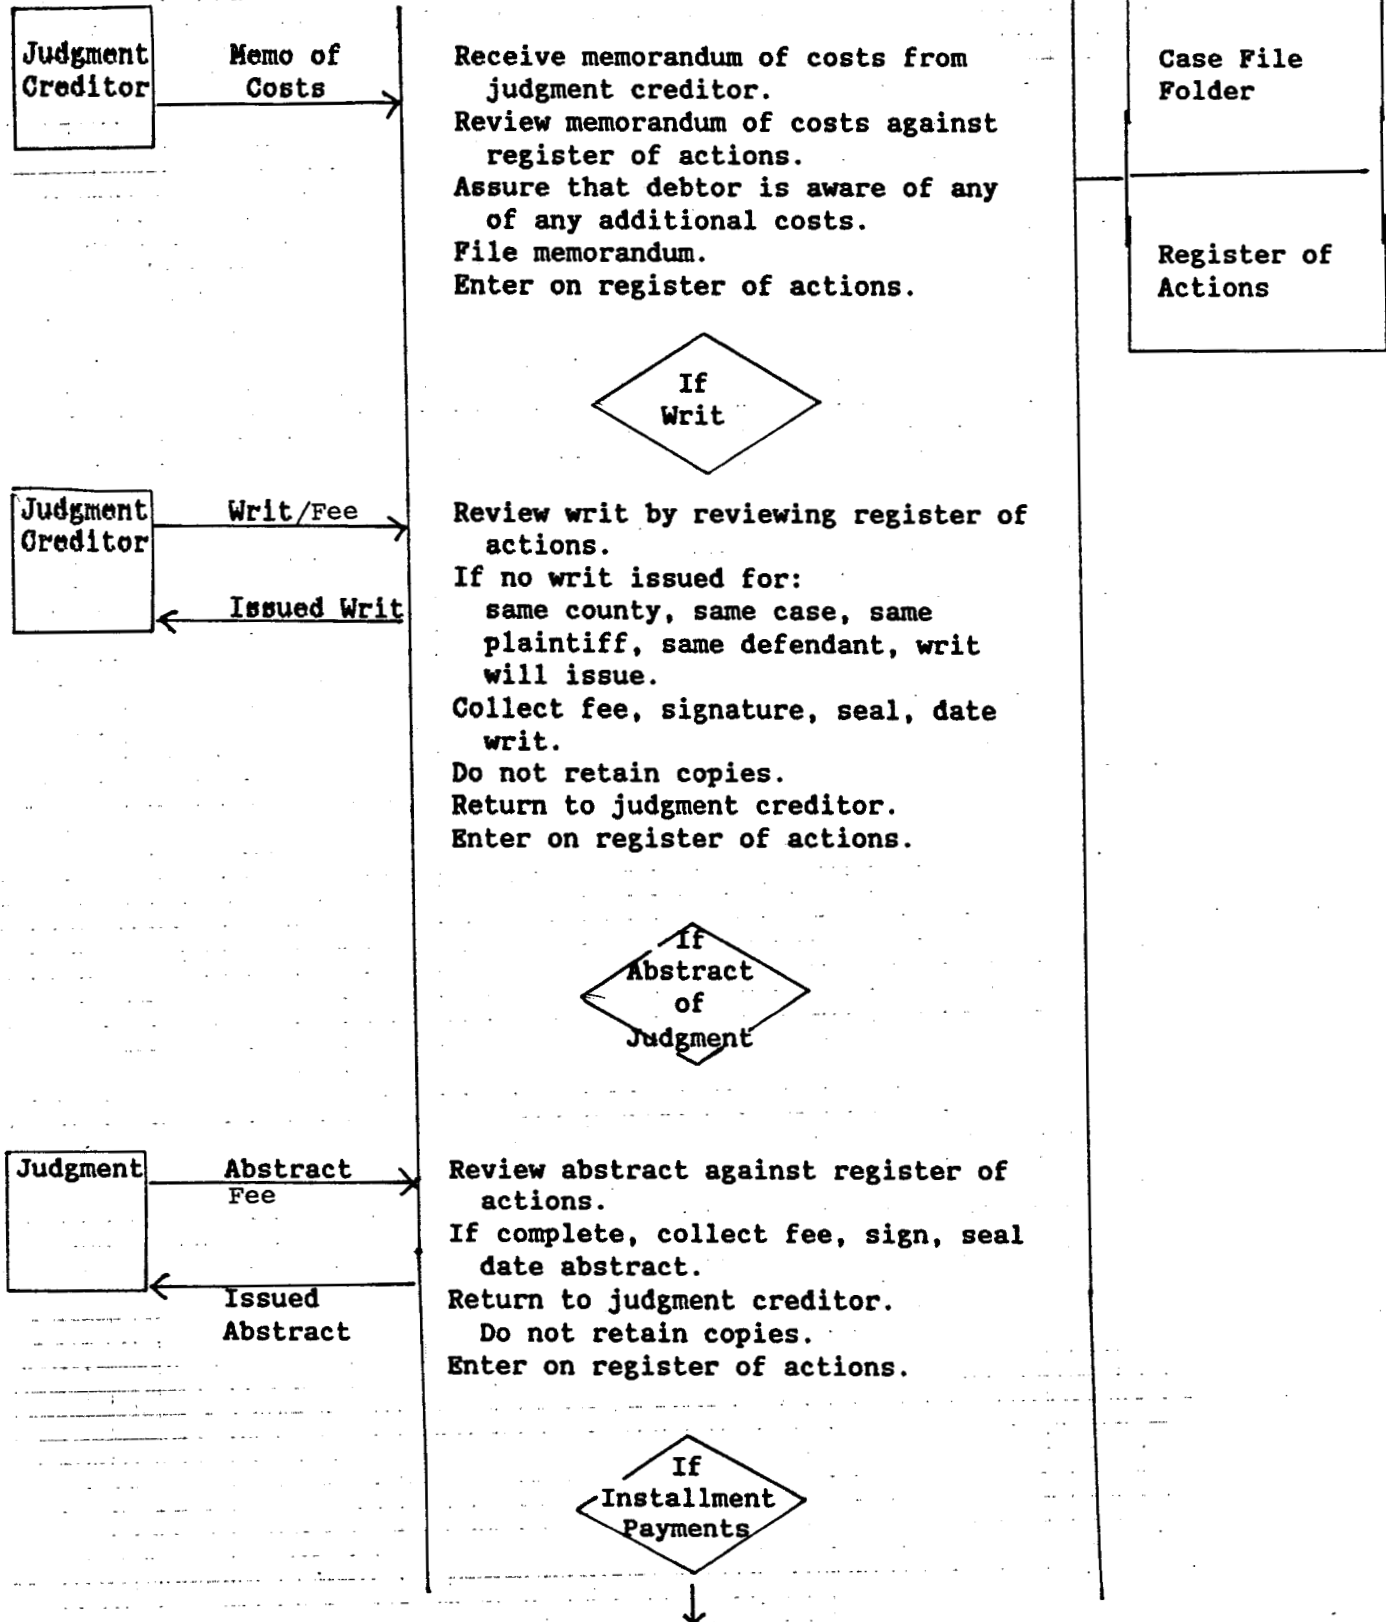 Judgment
Creditor
Memo of
Costs
Receive memorandum of costs from
judgment creditor.
Review memorandum of costs against
register of actions.
Assure that debtor is aware of any
of any additional costs.
File memorandum.
Enter on register of actions.
Case File
Folder
Register of
Actions
If
Writ
Judgment
Creditor
Writ/Fee
Issued Writ
Review writ by reviewing register of
actions.
If no writ issued for:
same county, same case, same
plaintiff, same defendant, writ
will issue.
Collect fee, signature, seal, date
writ.
Do not retain copies.
Return to judgment creditor.
Enter on register of actions.
If
Abstract
of
Judgment
Judgment
Abstract
Fee
Issued
Abstract
Review abstract against register of
actions.
If complete, collect fee, sign, seal
date abstract.
Return to judgment creditor.
Do not retain copies.
Enter on register of actions.
If
Installment
Payments